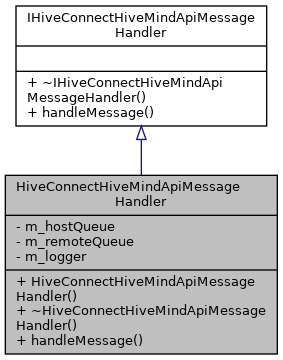 IHiveConnectHiveMindApiMessage
Handler
+ ~IHiveConnectHiveMindApi
MessageHandler()
+ handleMessage()
HiveConnectHiveMindApiMessage
Handler
- m_hostQueue
- m_remoteQueue
- m_logger
+ HiveConnectHiveMindApiMessage
Handler()
+ ~HiveConnectHiveMindApiMessage
Handler()
+ handleMessage()